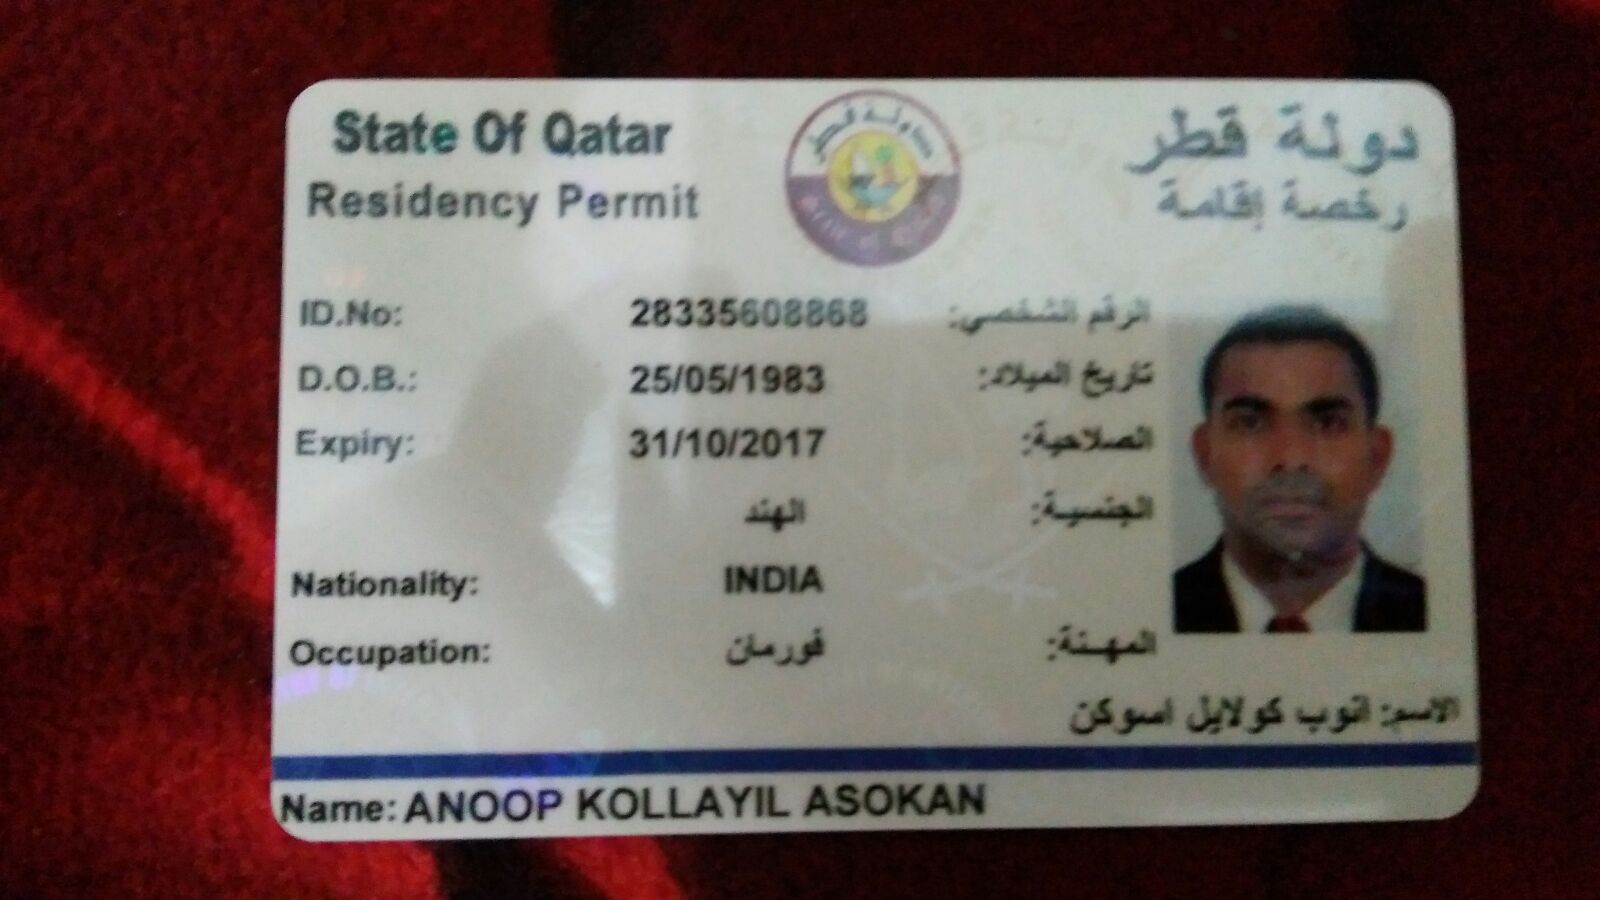 State Of Qatar
دولة قطر
Residency Permit
رخصة إقامة
دولة قطر
ID.No: 28335608868 الرقم الشخصي:
D.O.B.: 25/05/1983 تاريخ الميلاد:
Expiry: 31/10/2017 الصلاحية:
الجنسية: الهند
Nationality: INDIA
Occupation: فورمان المهنة:
الاسم: انوب كولايل اسوكن
Name: ANOOP KOLLAYIL ASOKAN